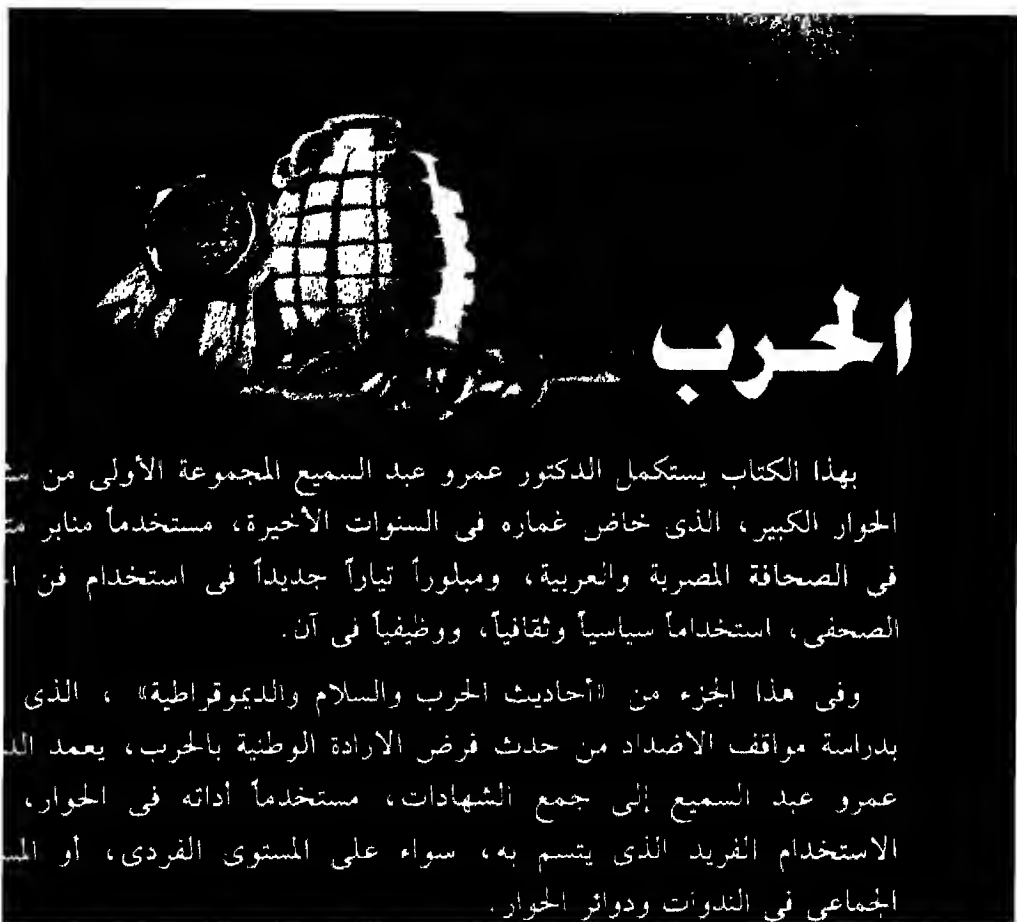 الحرب
بهذا الكتاب يستكمل الدكتور عمرو عبد السميع المجموعة الأولى من
الحوار الكبير، الذى خاض غماره فى السنوات الأخيرة، مستخدماً منابر
فى الصحافة المصرية والعربية، ومبلوراً تياراً جديداً فى استخدام فن
الصحفى، استخداماً سياسياً وثقافياً، ووظيفياً فى آن.
وفى هذا الجزء من «أحاديث الحرب والسلام والديموقراطية» ، الذى
بدراسة مواقف الاضداد من حدث فرض الارادة الوطنية بالحرب، يعمد
عمرو عبد السميع إلى جمع الشهادات، مستخدماً أداته فى الحوار،
الاستخدام الفريد الذى يتسم به، سواء على المستوى الفردى، أو
الجماعى فى الندوات ودوائر الحوار.